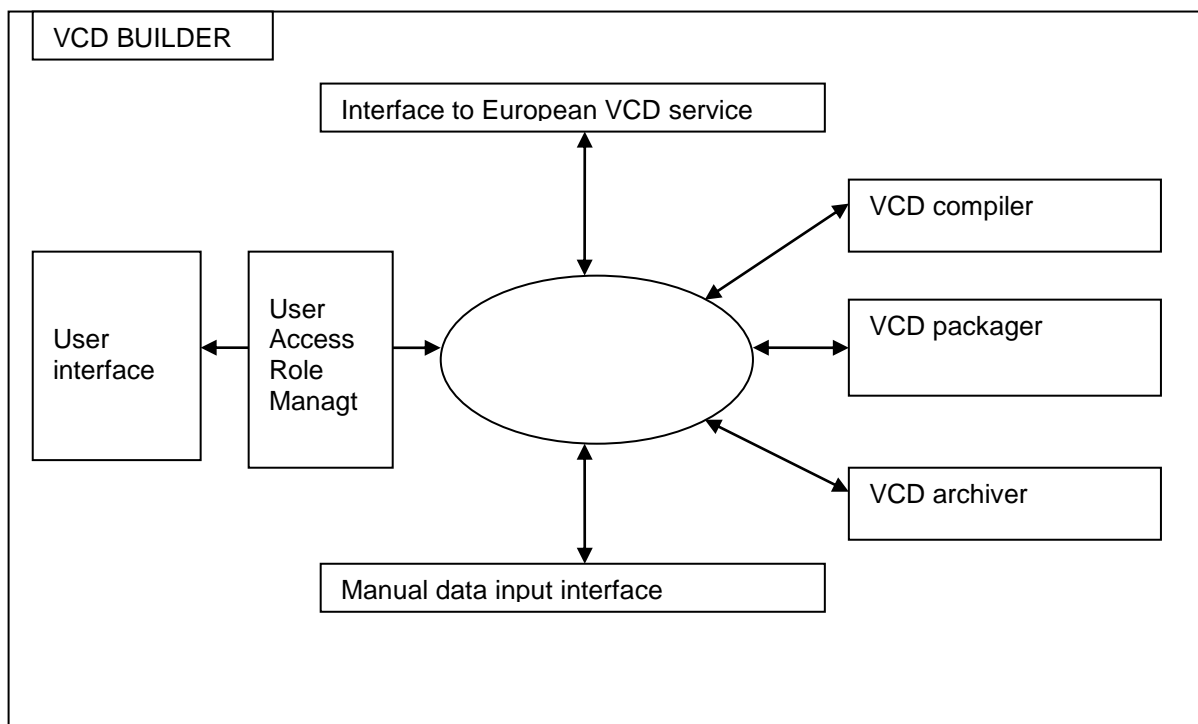 VCD BUILDER
Interface to European VCD service
VCD compiler
User
interface
User
Access
Role
Managt
VCD packager
VCD archiver
Manual data input interface